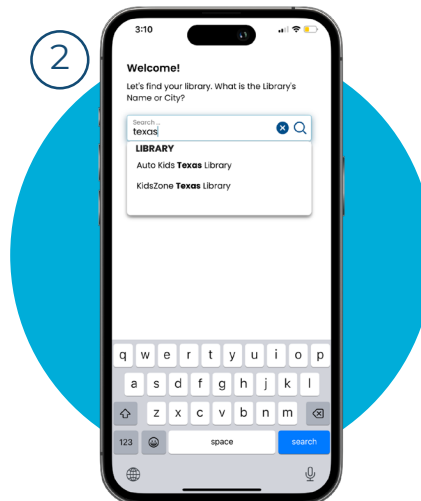 2
3:10
Welcome!
Let's find your library. What is the Library's
Name or City?
Search ...
texas
LIBRARY
Auto Kids Texas Library
KidsZone Texas Library
q w e r t y u i o p
a s d f g h j k l
z x c v b n m
123 space search